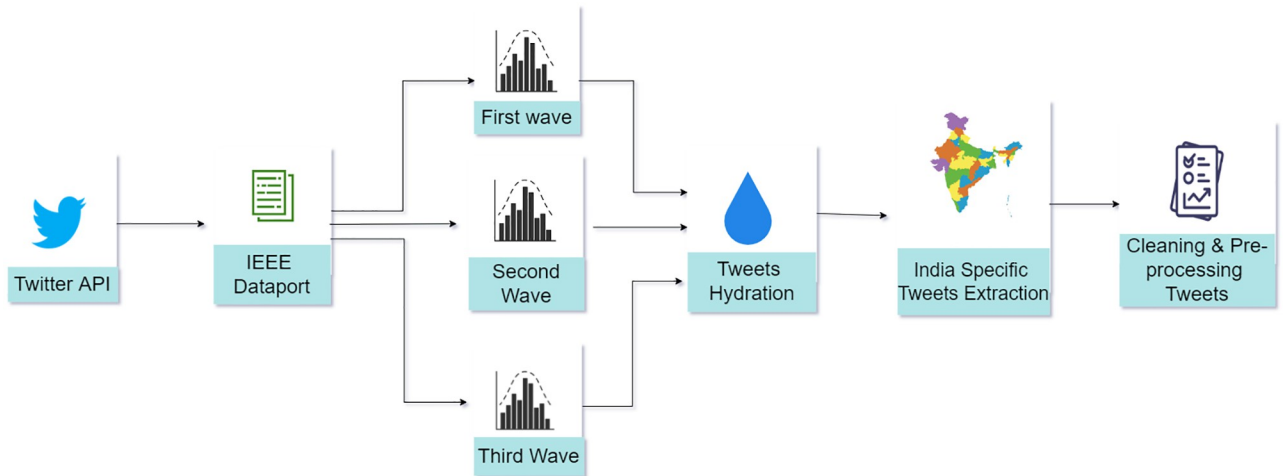 Twitter API
IEEE
Dataport
First wave
Second
Wave
Third Wave
Tweets
Hydration
India Specific
Tweets Extraction
Cleaning & Pre-
processing
Tweets